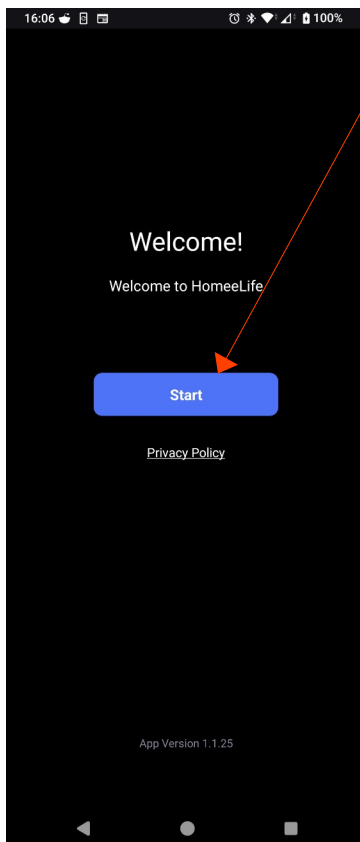 16:06 100%
Welcome!
Welcome to HomeeLife
Start
Privacy Policy
App Version 1.1.25